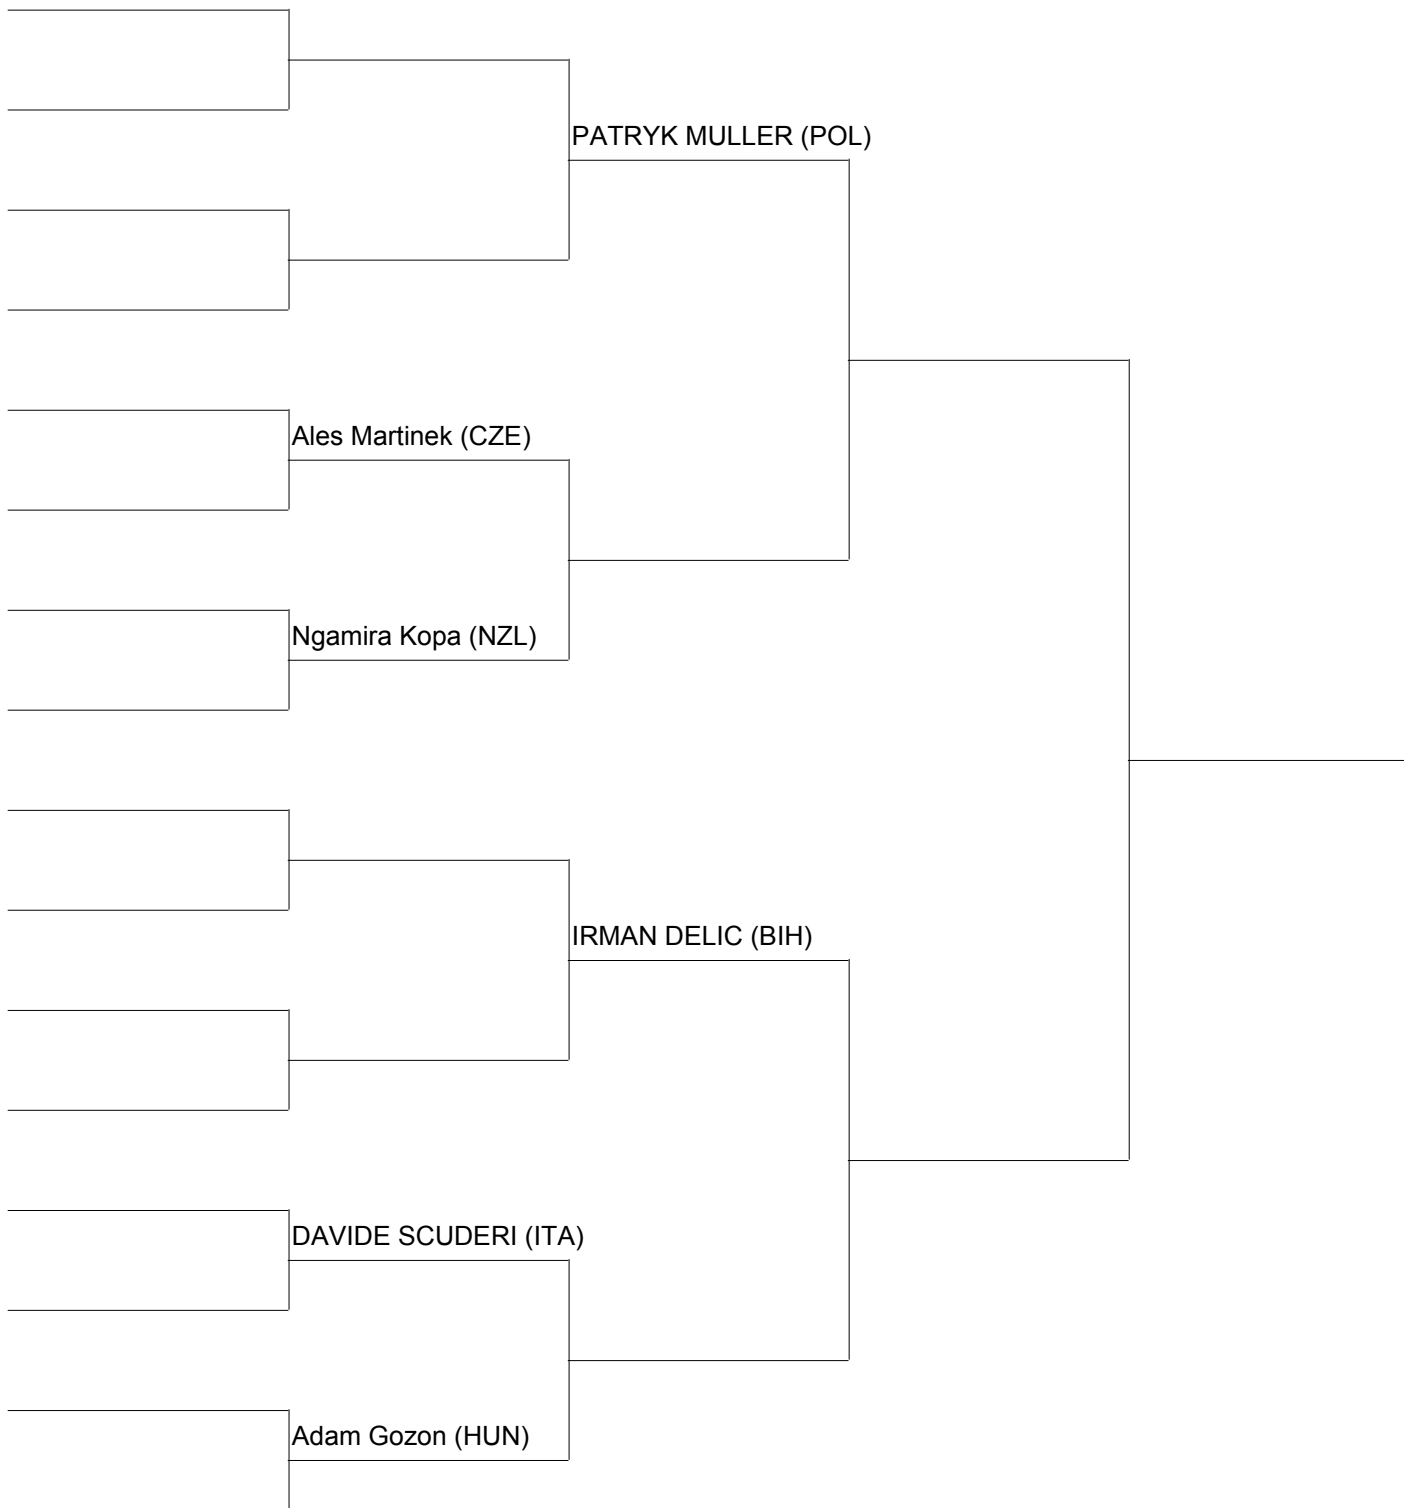 PATRYK MULLER (POL)
Ales Martinek (CZE)
Ngamira Kopa (NZL)
IRMAN DELIC (BIH)
DAVIDE SCUDERI (ITA)
Adam Gozon (HUN)